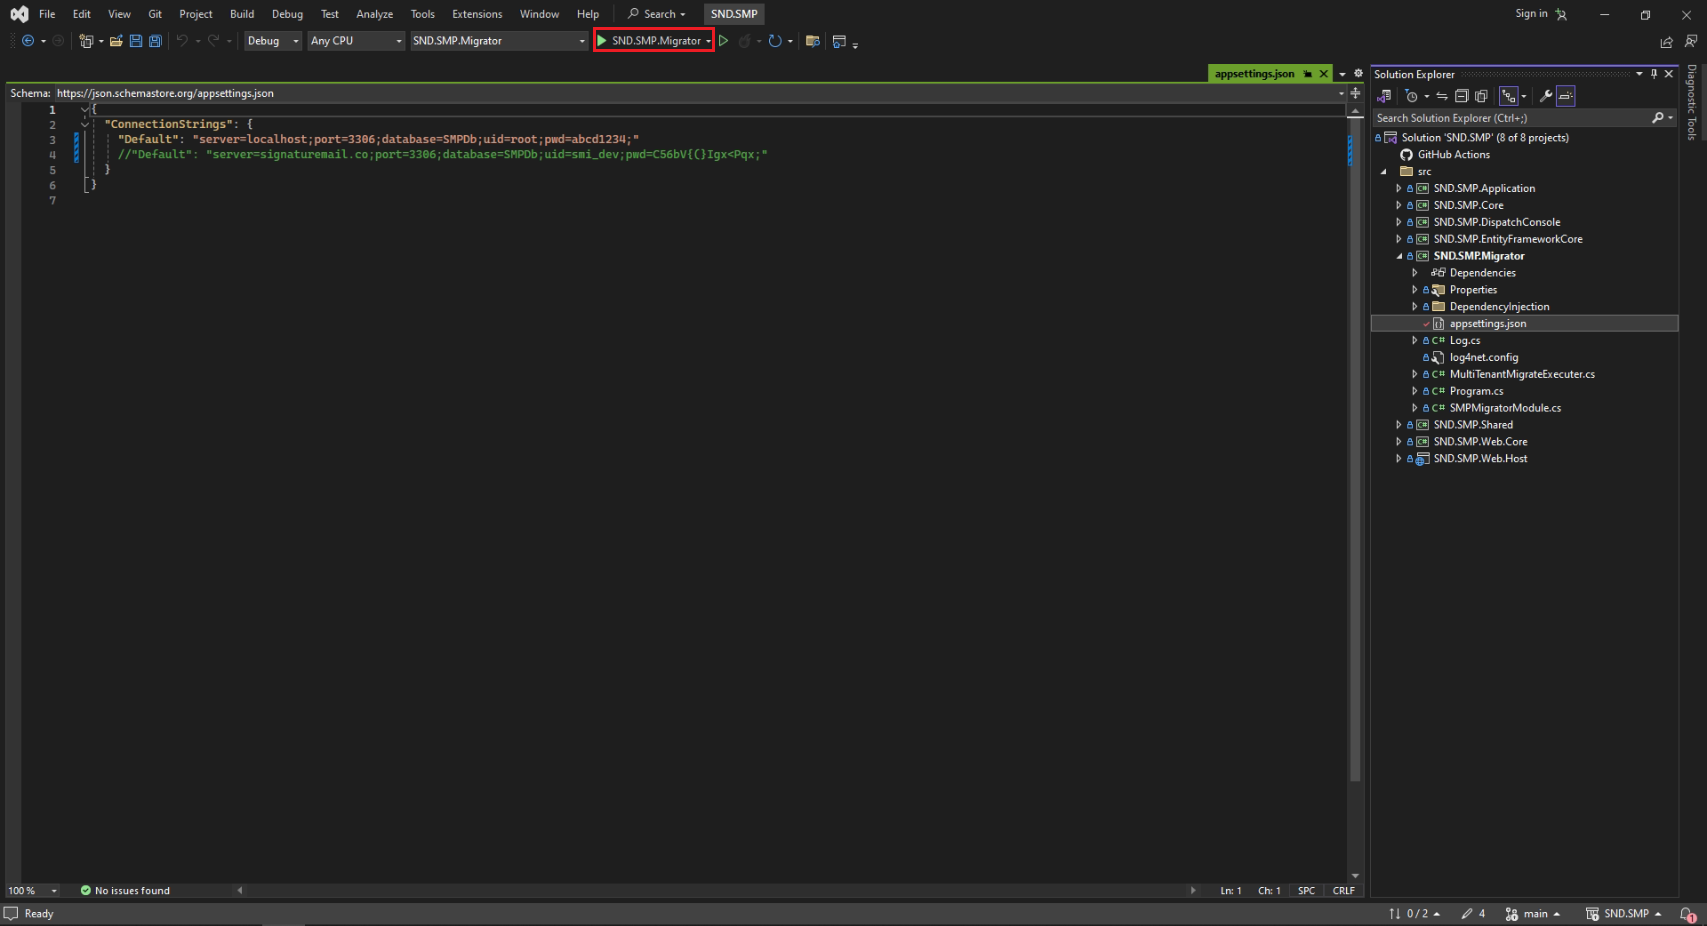 File Edit View Git Project Build Debug Test Analyze Tools Extensions Window Help Search SND.SMP Sign in
Debug Any CPU SND.SMP.Migrator SND.SMP.Migrator
appsettings.json
Schema: https://json.schemastore.org/appsettings.json
1 {
2 "ConnectionStrings": {
3 "Default": "server=localhost;port=3306;database=SMPDb;uid=root;pwd=abcd1234;"
4 //"Default": "server=signaturemail.co;port=3306;database=SMPDb;uid=smi_dev;pwd=C56bV{(}Igx<Pqx;"
5 }
6 }
7
100 % No issues found Ln: 1 Ch: 1 SPC CRLF
Solution Explorer
Search Solution Explorer (Ctrl+;)
Solution 'SND.SMP' (8 of 8 projects)
GitHub Actions
src
SND.SMP.Application
SND.SMP.Core
SND.SMP.DispatchConsole
SND.SMP.EntityFrameworkCore
SND.SMP.Migrator
Dependencies
Properties
DependencyInjection
appsettings.json
C# Log.cs
log4net.config
C# MultiTenantMigrateExecuter.cs
C# Program.cs
C# SMPMigratorModule.cs
SND.SMP.Shared
SND.SMP.Web.Core
SND.SMP.Web.Host
Diagnostic Tools
Ready 0 / 2 4 main SND.SMP 1